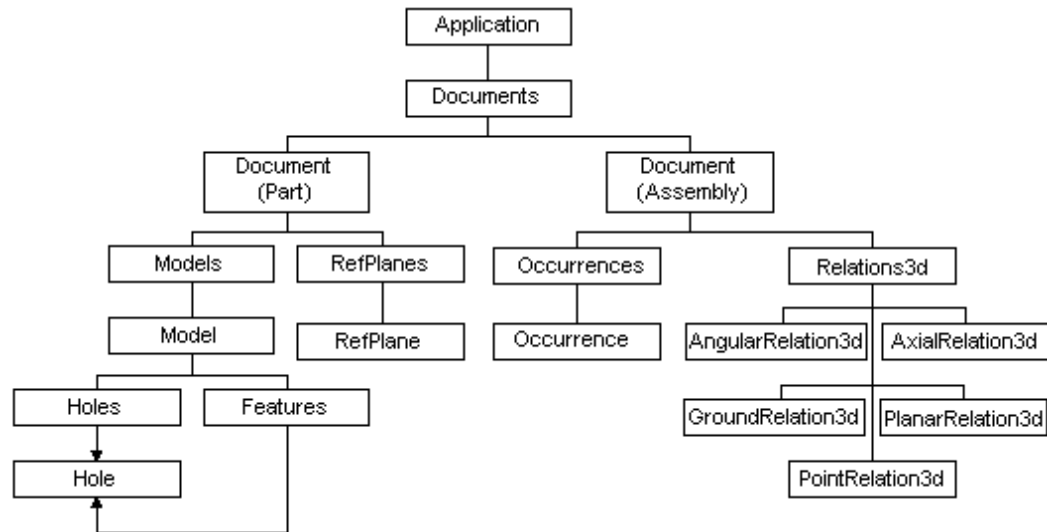 Application
Documents
Document
(Part)
Document
(Assembly)
Models
RefPlanes
Occurrences
Relations3d
Model
RefPlane
Occurrence
AngularRelation3d
AxialRelation3d
Holes
Features
GroundRelation3d
PlanarRelation3d
Hole
PointRelation3d